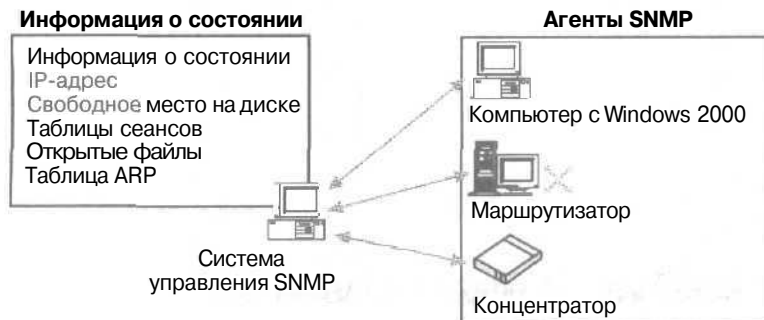 Информация о состоянии
Информация о состоянии
IP-адрес
Свободное место на диске
Таблицы сеансов
Открытые файлы
Таблица ARP
Система
управления SNMP
Агенты SNMP
Компьютер с Windows 2000
Маршрутизатор
Концентратор